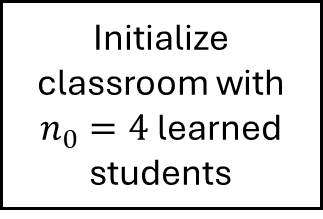 Initialize
classroom with
n₀ = 4 learned
students